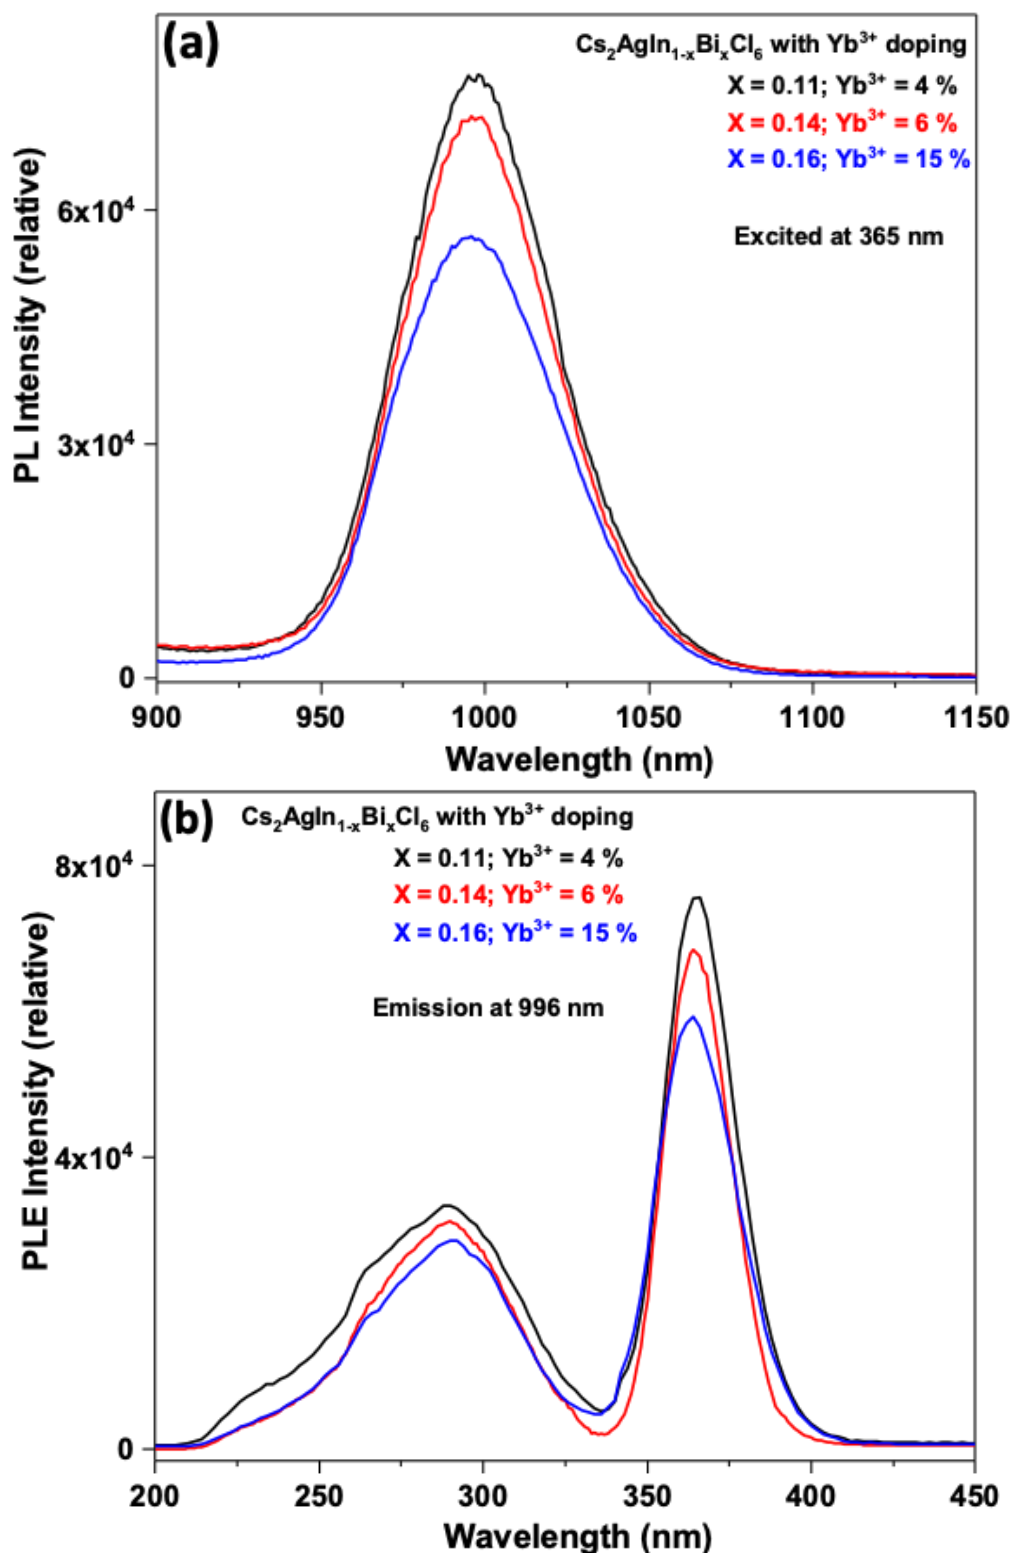 (a)
Cs₂AgIn₁₋ₓBiₓCl₆ with Yb³⁺ doping
X = 0.11; Yb³⁺ = 4 %
X = 0.14; Yb³⁺ = 6 %
X = 0.16; Yb³⁺ = 15 %
Excited at 365 nm
PL Intensity (relative)
6x10⁴
3x10⁴
0
900 950 1000 1050 1100 1150
Wavelength (nm)
(b)
Cs₂AgIn₁₋ₓBiₓCl₆ with Yb³⁺ doping
X = 0.11; Yb³⁺ = 4 %
X = 0.14; Yb³⁺ = 6 %
X = 0.16; Yb³⁺ = 15 %
Emission at 996 nm
PLE Intensity (relative)
8x10⁴
4x10⁴
0
200 250 300 350 400 450
Wavelength (nm)